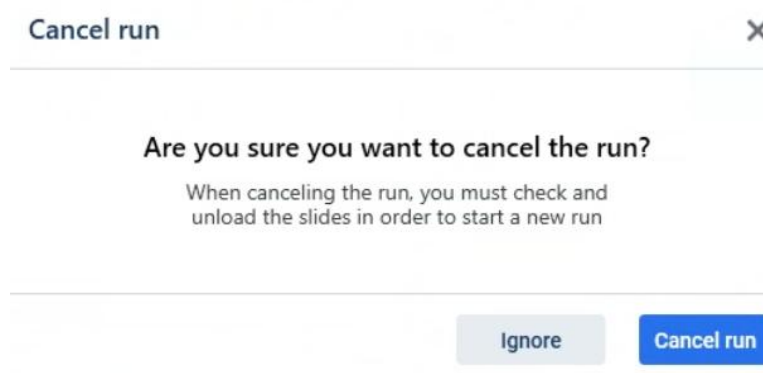 Cancel run
Are you sure you want to cancel the run?
When canceling the run, you must check and
unload the slides in order to start a new run
Ignore
Cancel run